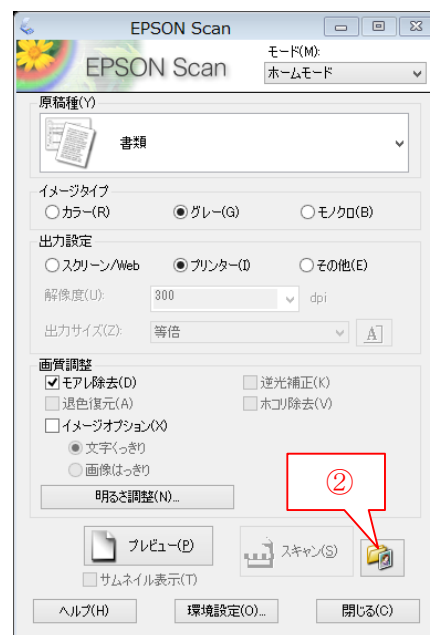 EPSON Scan
EPSON Scan
モード(M):
ホームモード
原稿種(Y)
書類
イメージタイプ
カラー(R) グレー(G) モノクロ(B)
出力設定
スクリーン/Web プリンター(I) その他(E)
解像度(U): 300 dpi
出力サイズ(Z): 等倍 A
画質調整
モアレ除去(D) 逆光補正(K)
退色復元(A) ホコリ除去(V)
イメージオプション(X)
文字くっきり
画像はっきり
明るさ調整(N)...
②
プレビュー(P) スキャン(S)
サムネイル表示(T)
ヘルプ(H) 環境設定(O)... 閉じる(C)